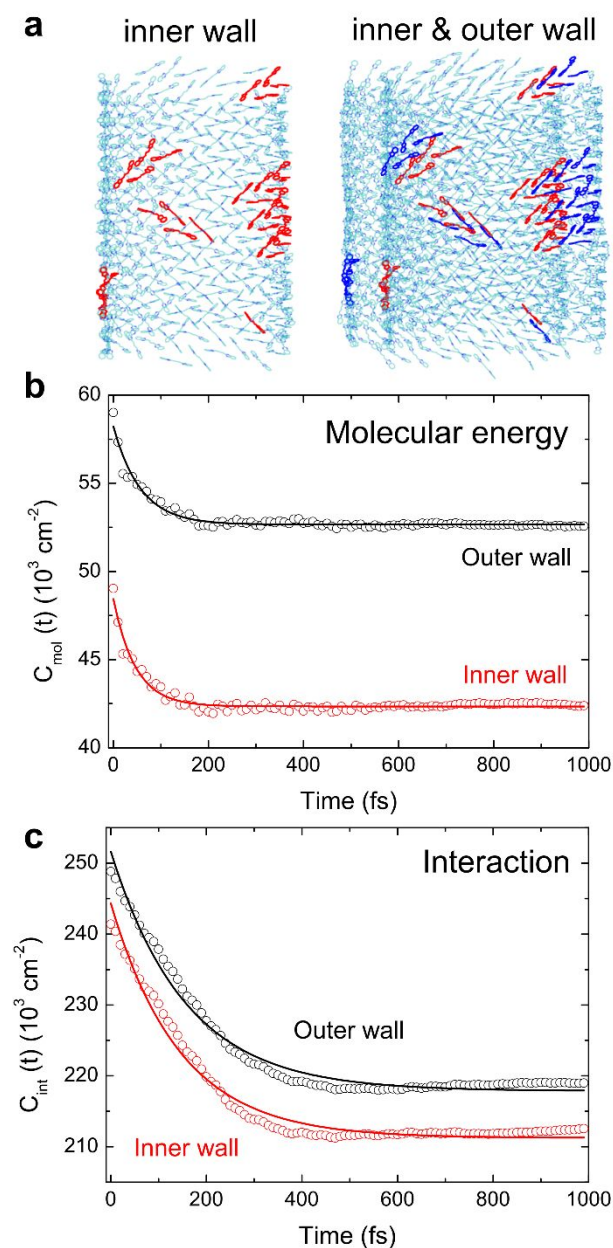 a
inner wall
inner & outer wall
b
60
55
50
45
40
C_mol (t) (10³ cm⁻²)
Molecular energy
Outer wall
Inner wall
0 200 400 600 800 1000
Time (fs)
c
250
240
230
220
210
C_int (t) (10³ cm⁻²)
Interaction
Outer wall
Inner wall
0 200 400 600 800 1000
Time (fs)